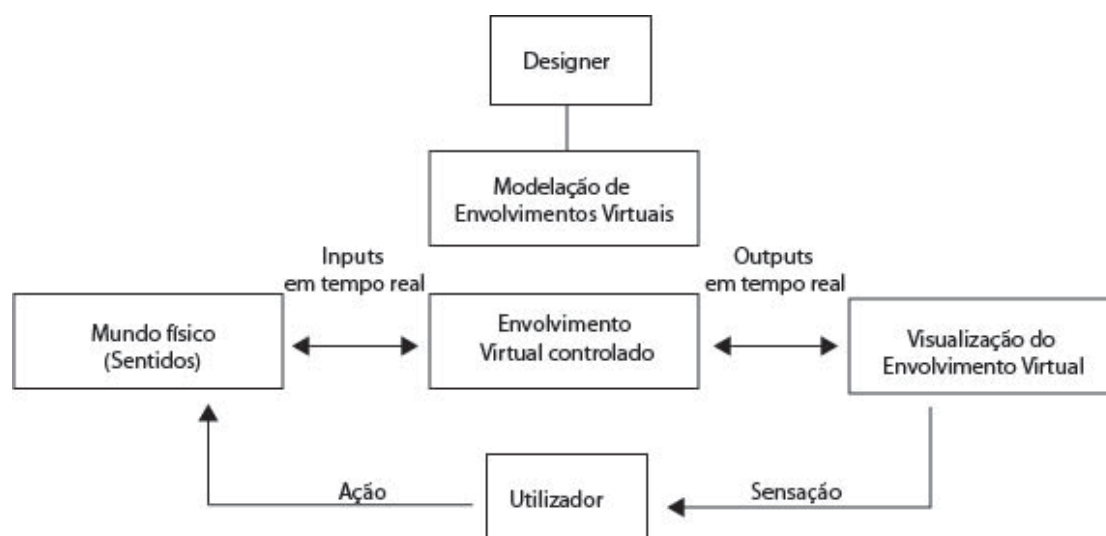 Designer
Modelação de
Envolvimentos Virtuais
Inputs
em tempo real
Outputs
em tempo real
Mundo físico
(Sentidos)
Envolvimento
Virtual controlado
Visualização do
Envolvimento Virtual
Ação
Utilizador
Sensação